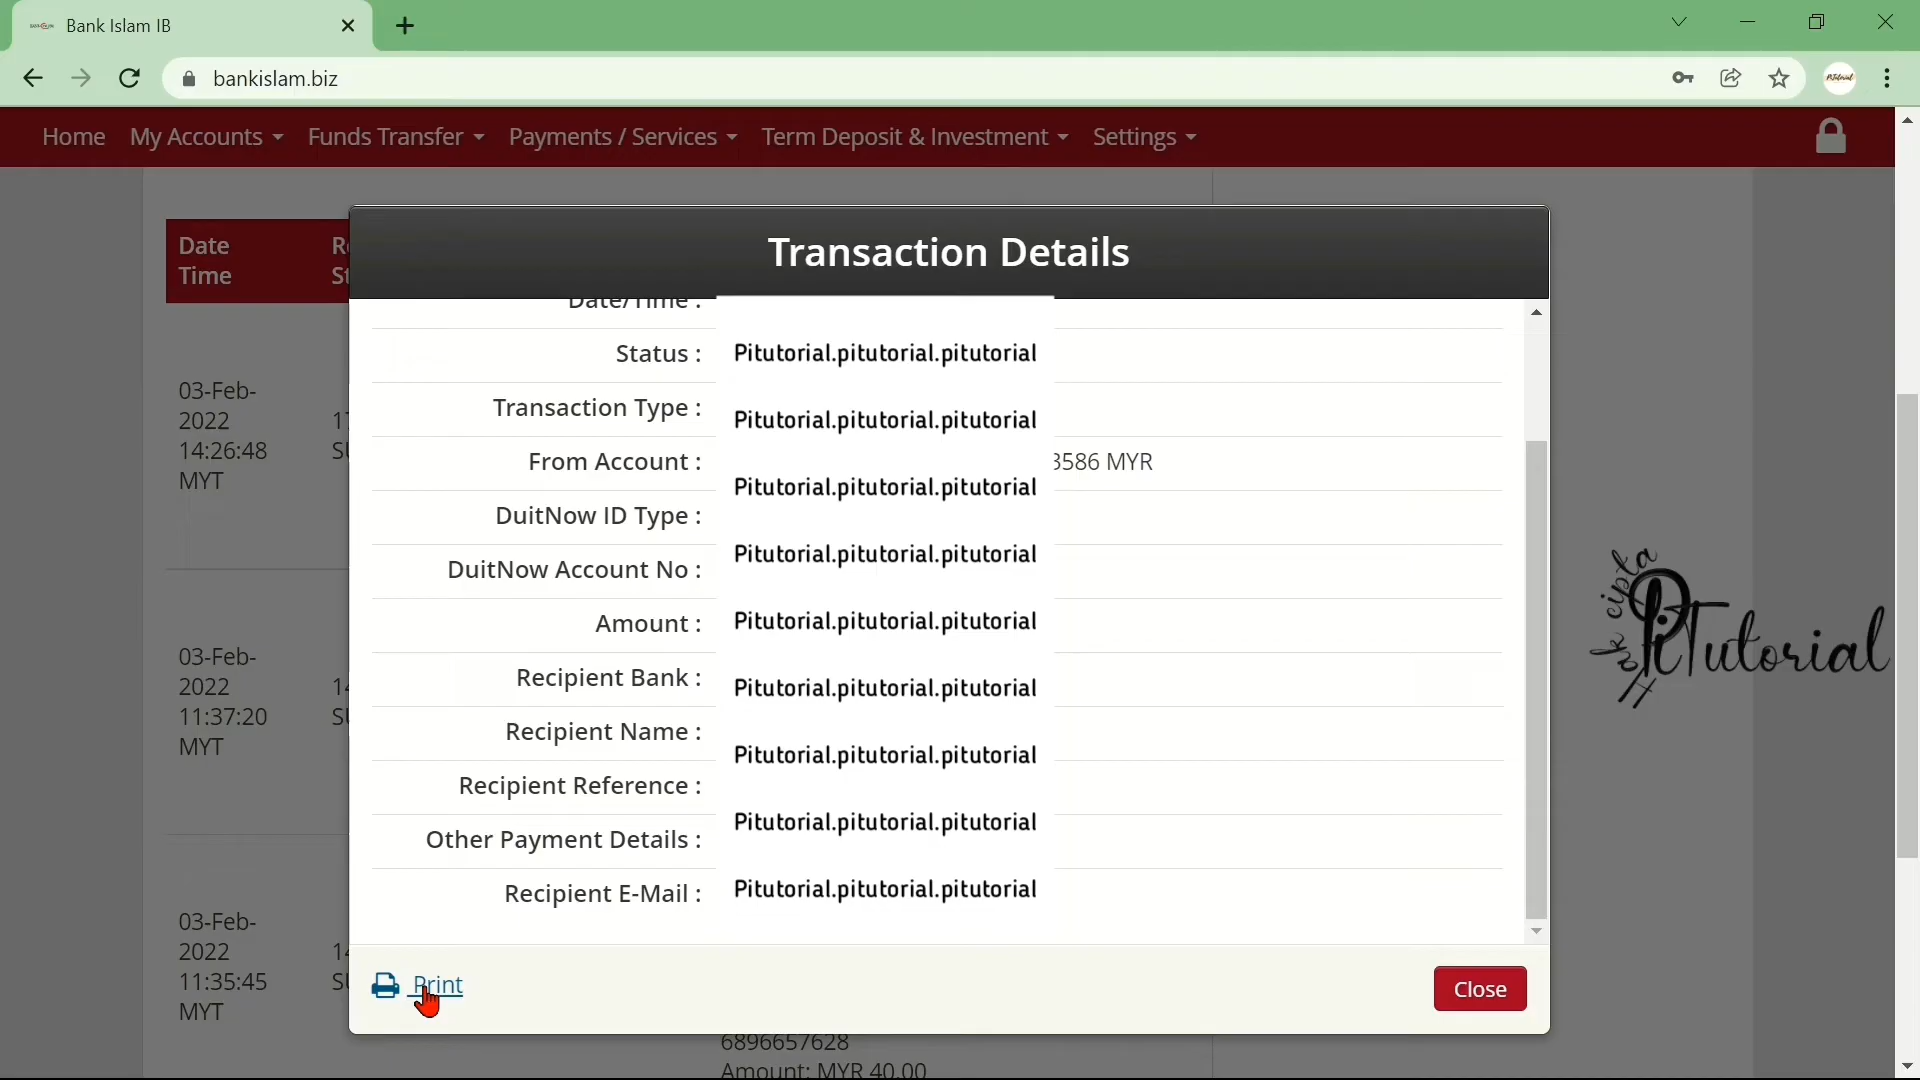 Bank Islam IB
bankislam.biz
Home My Accounts Funds Transfer Payments / Services Term Deposit & Investment Settings
Transaction Details
Date
Time
Date/Time :
Status : Pitutorial.pitutorial.pitutorial
Transaction Type : Pitutorial.pitutorial.pitutorial
From Account : 3586 MYR
Pitutorial.pitutorial.pitutorial
DuitNow ID Type :
Pitutorial.pitutorial.pitutorial
DuitNow Account No :
Amount : Pitutorial.pitutorial.pitutorial
Recipient Bank : Pitutorial.pitutorial.pitutorial
Recipient Name :
Pitutorial.pitutorial.pitutorial
Recipient Reference :
Pitutorial.pitutorial.pitutorial
Other Payment Details :
Recipient E-Mail : Pitutorial.pitutorial.pitutorial
Print
Close
03-Feb-
2022
14:26:48
MYT
03-Feb-
2022
11:37:20
MYT
03-Feb-
2022
11:35:45
MYT
6896657628
Amount: MYR 40.00
Hak cipta
PiTutorial